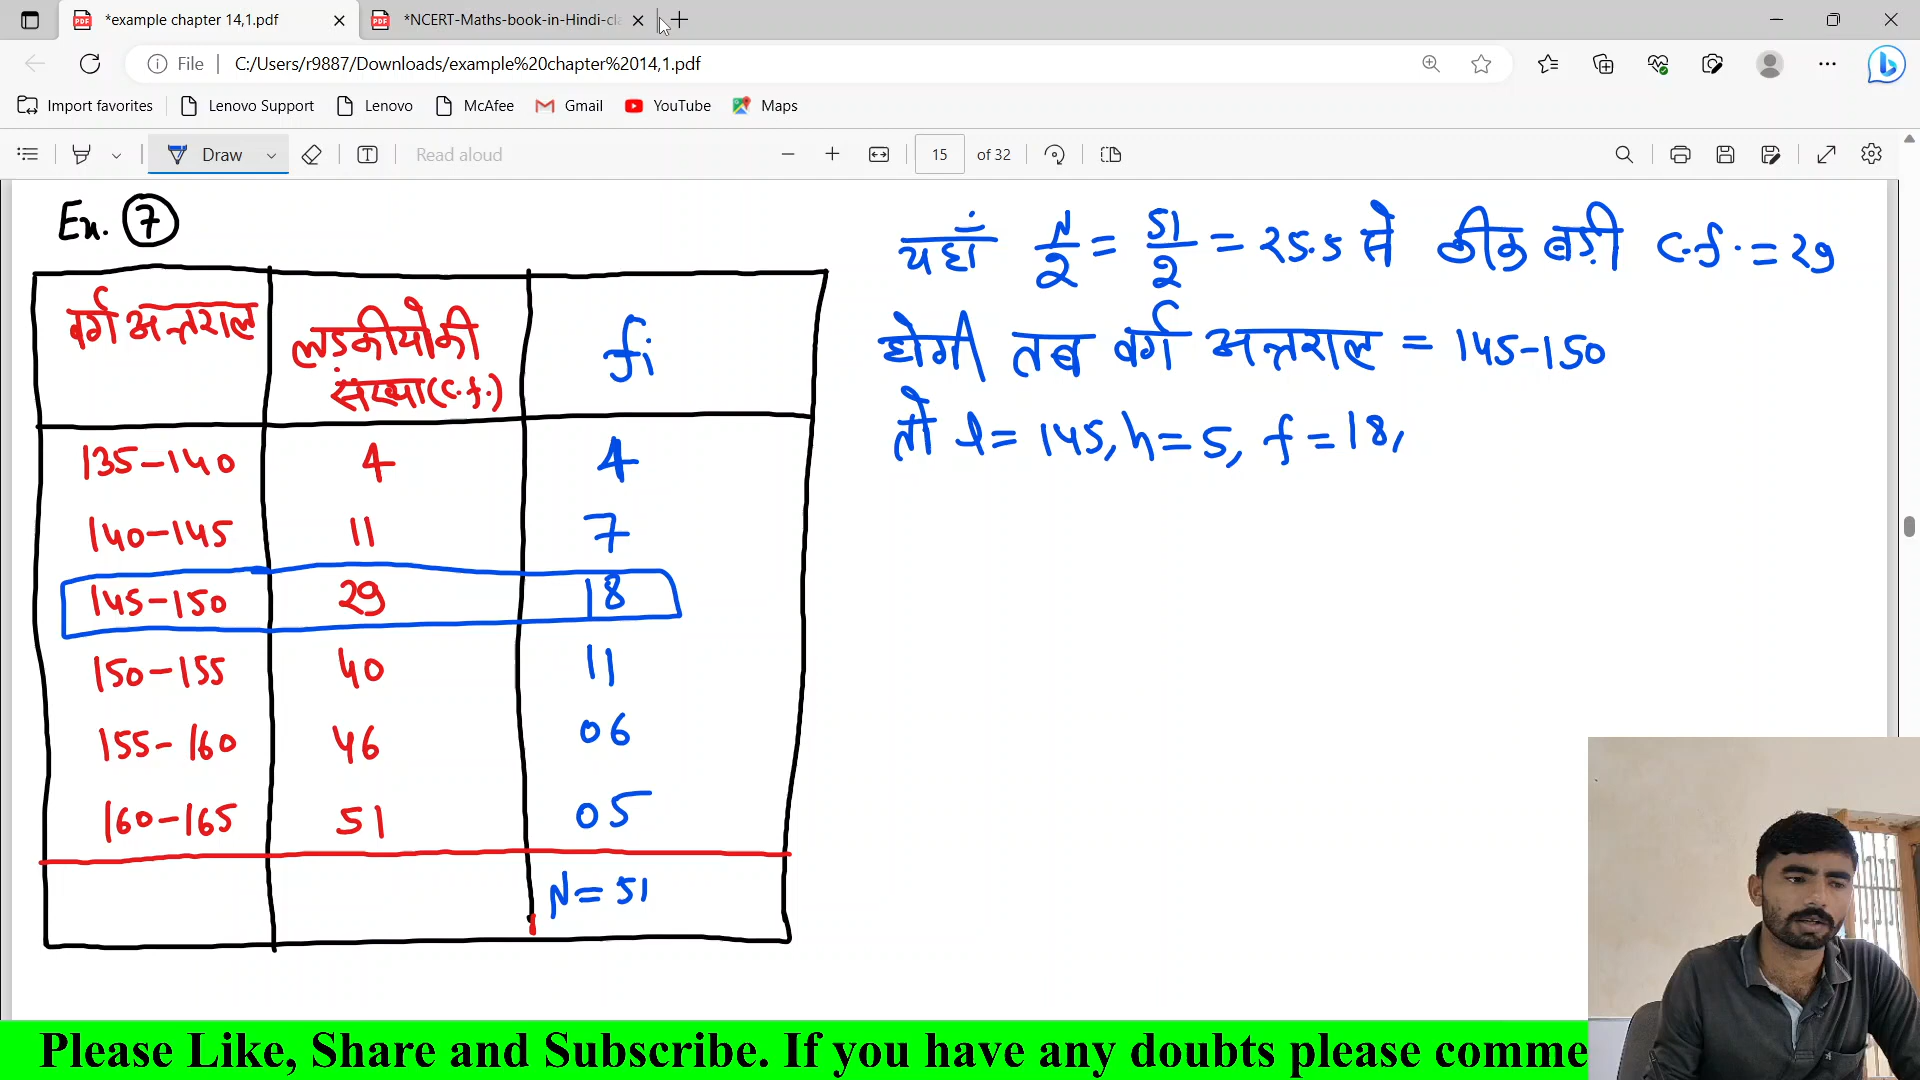 *example chapter 14,1.pdf
*NCERT-Maths-book-in-Hindi-cla
File
C:/Users/r9887/Downloads/example%20chapter%2014,1.pdf
Import favorites Lenovo Support Lenovo McAfee Gmail YouTube Maps
Draw Read aloud 15 of 32
Ex. 7
वर्ग अन्तराल लडकीयो की संख्या (c.f.) fi
135-140 4 4
140-145 11 7
145-150 29 18
150-155 40 11
155-160 46 06
160-165 51 05
N = 51
यहां N/2 = 51/2 = 25.5 से ठीक बड़ी c.f. = 29
होगी तब वर्ग अन्तराल = 145-150
तो l = 145, h = 5, f = 18,
Please Like, Share and Subscribe. If you have any doubts please comme